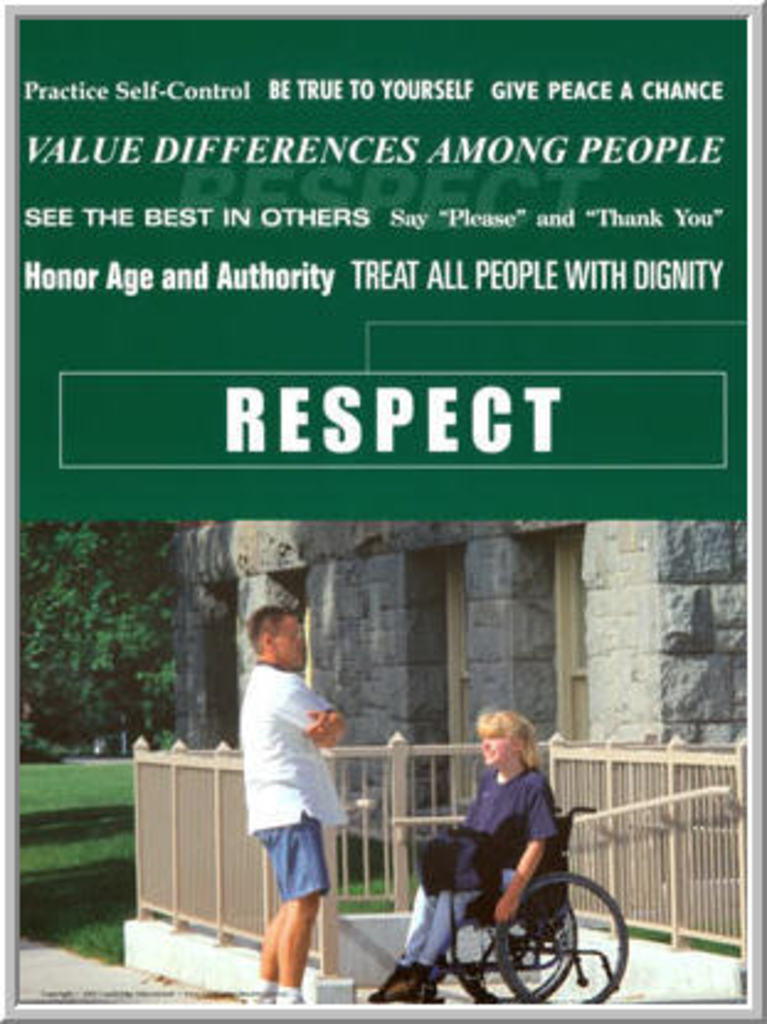 Practice Self-Control BE TRUE TO YOURSELF GIVE PEACE A CHANCE
VALUE DIFFERENCES AMONG PEOPLE
RESPECT
SEE THE BEST IN OTHERS Say “Please” and “Thank You”
Honor Age and Authority TREAT ALL PEOPLE WITH DIGNITY
RESPECT